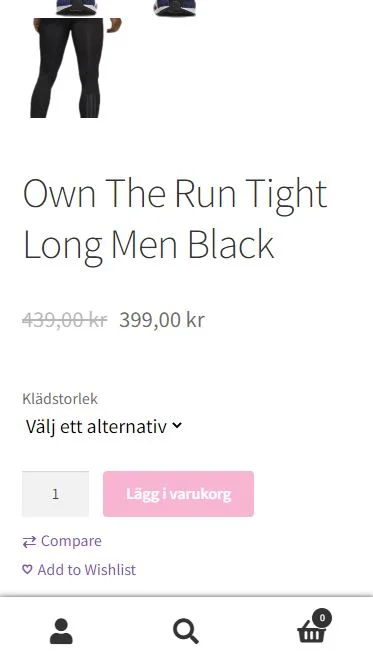 Own The Run Tight
Long Men Black
439,00 kr 399,00 kr
Klädstorlek
Välj ett alternativ
1
Lägg i varukorg
Compare
Add to Wishlist
0